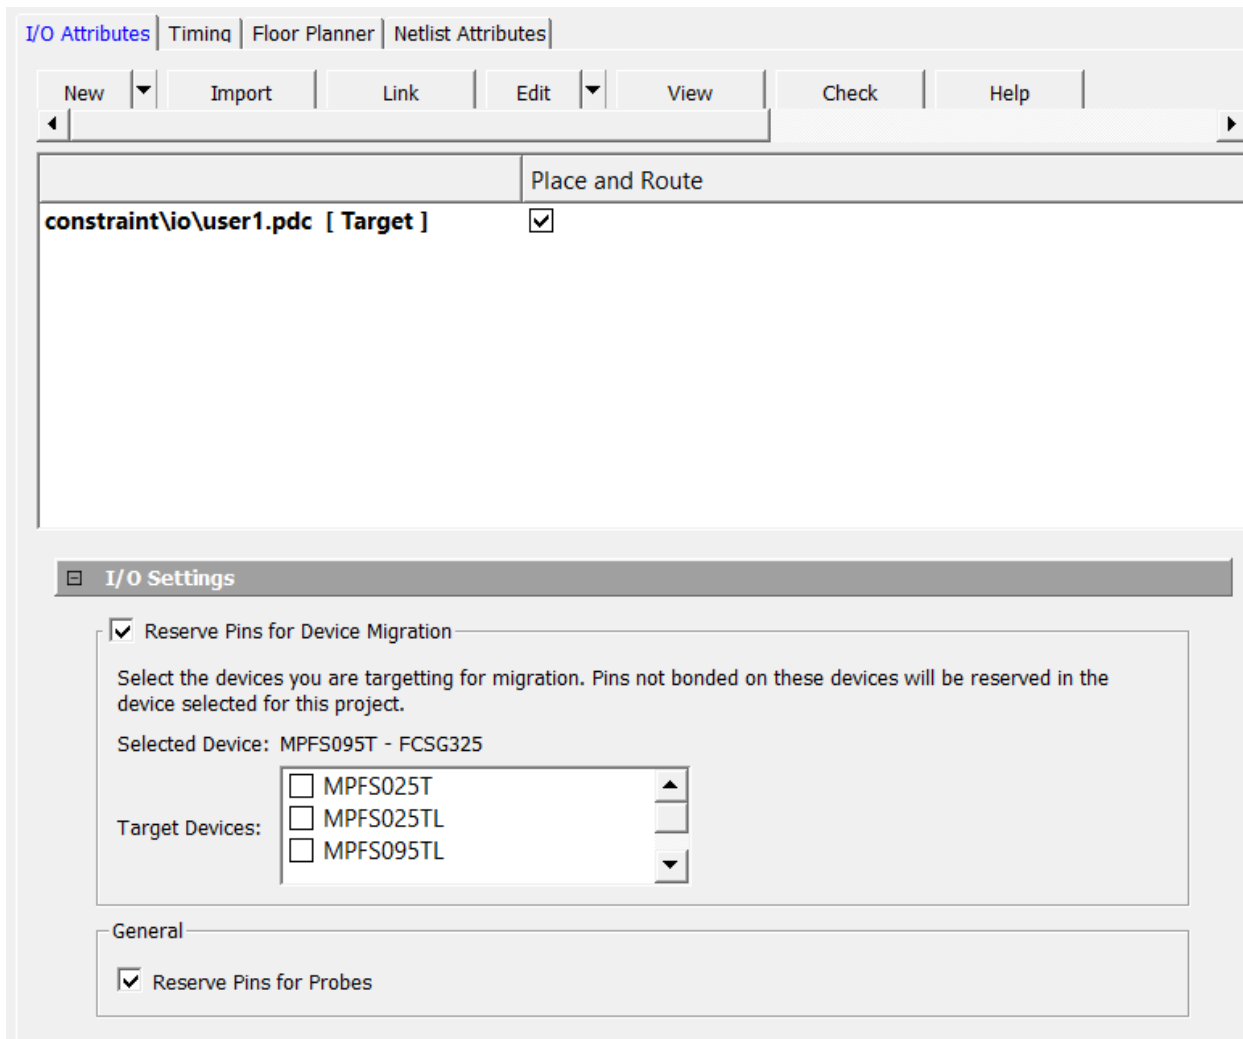 I/O Attributes Timing Floor Planner Netlist Attributes
New Import Link Edit View Check Help
Place and Route
constraint\io\user1.pdc [ Target ]
I/O Settings
Reserve Pins for Device Migration
Select the devices you are targetting for migration. Pins not bonded on these devices will be reserved in the
device selected for this project.
Selected Device: MPFS095T - FCSG325
MPFS025T
Target Devices: MPFS025TL
MPFS095TL
General
Reserve Pins for Probes